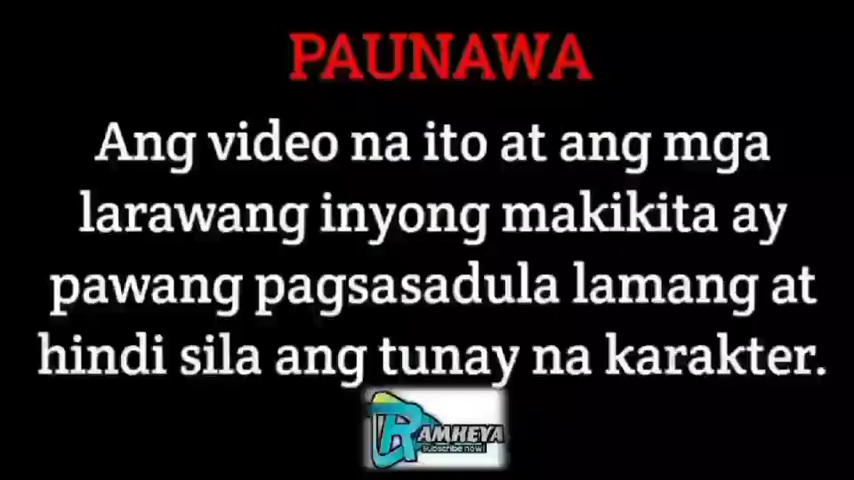 PAUNAWA
Ang video na ito at ang mga
larawang inyong makikita ay
pawang pagsasadula lamang at
hindi sila ang tunay na karakter.
RAMHEYA
Subscribe now!